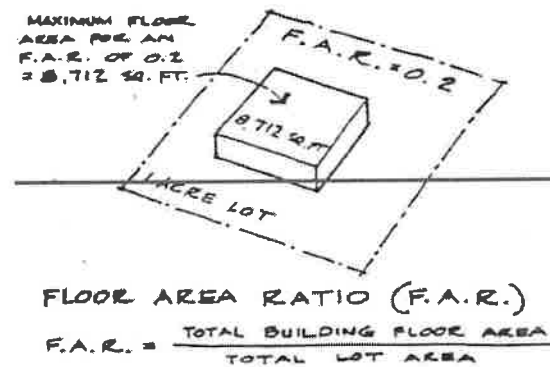 MAXIMUM FLOOR
AREA FOR AN
F.A.R. OF 0.2
= 8,712 SQ. FT.
F.A.R. = 0.2
8,712 SQ. FT
1 ACRE LOT
FLOOR AREA RATIO (F.A.R.)
F.A.R. = TOTAL BUILDING FLOOR AREA
TOTAL LOT AREA